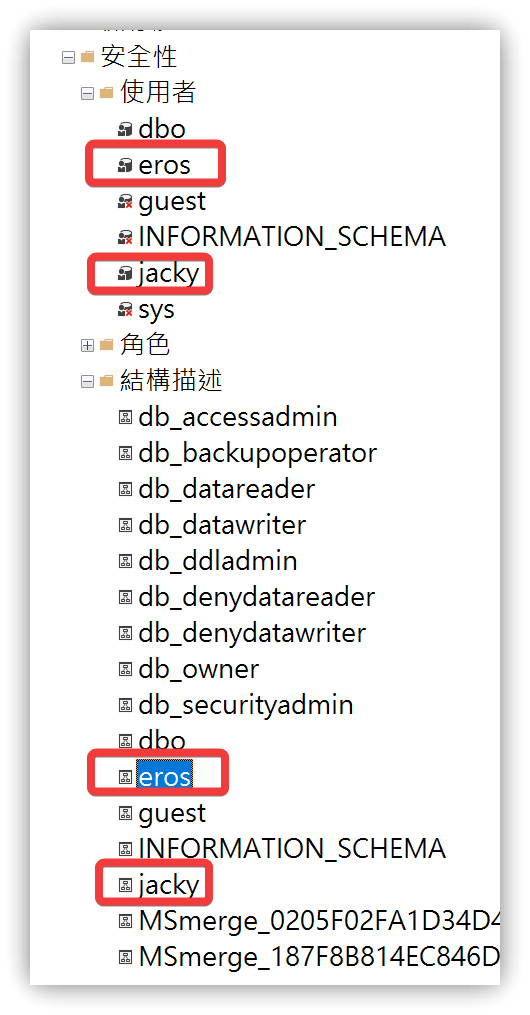 安全性
使用者
dbo
eros
guest
INFORMATION_SCHEMA
jacky
sys
角色
結構描述
db_accessadmin
db_backupoperator
db_datareader
db_datawriter
db_ddladmin
db_denydatareader
db_denydatawriter
db_owner
db_securityadmin
dbo
eros
guest
INFORMATION_SCHEMA
jacky
MSmerge_0205F02FA1D34D4
MSmerge_187F8B814EC846D